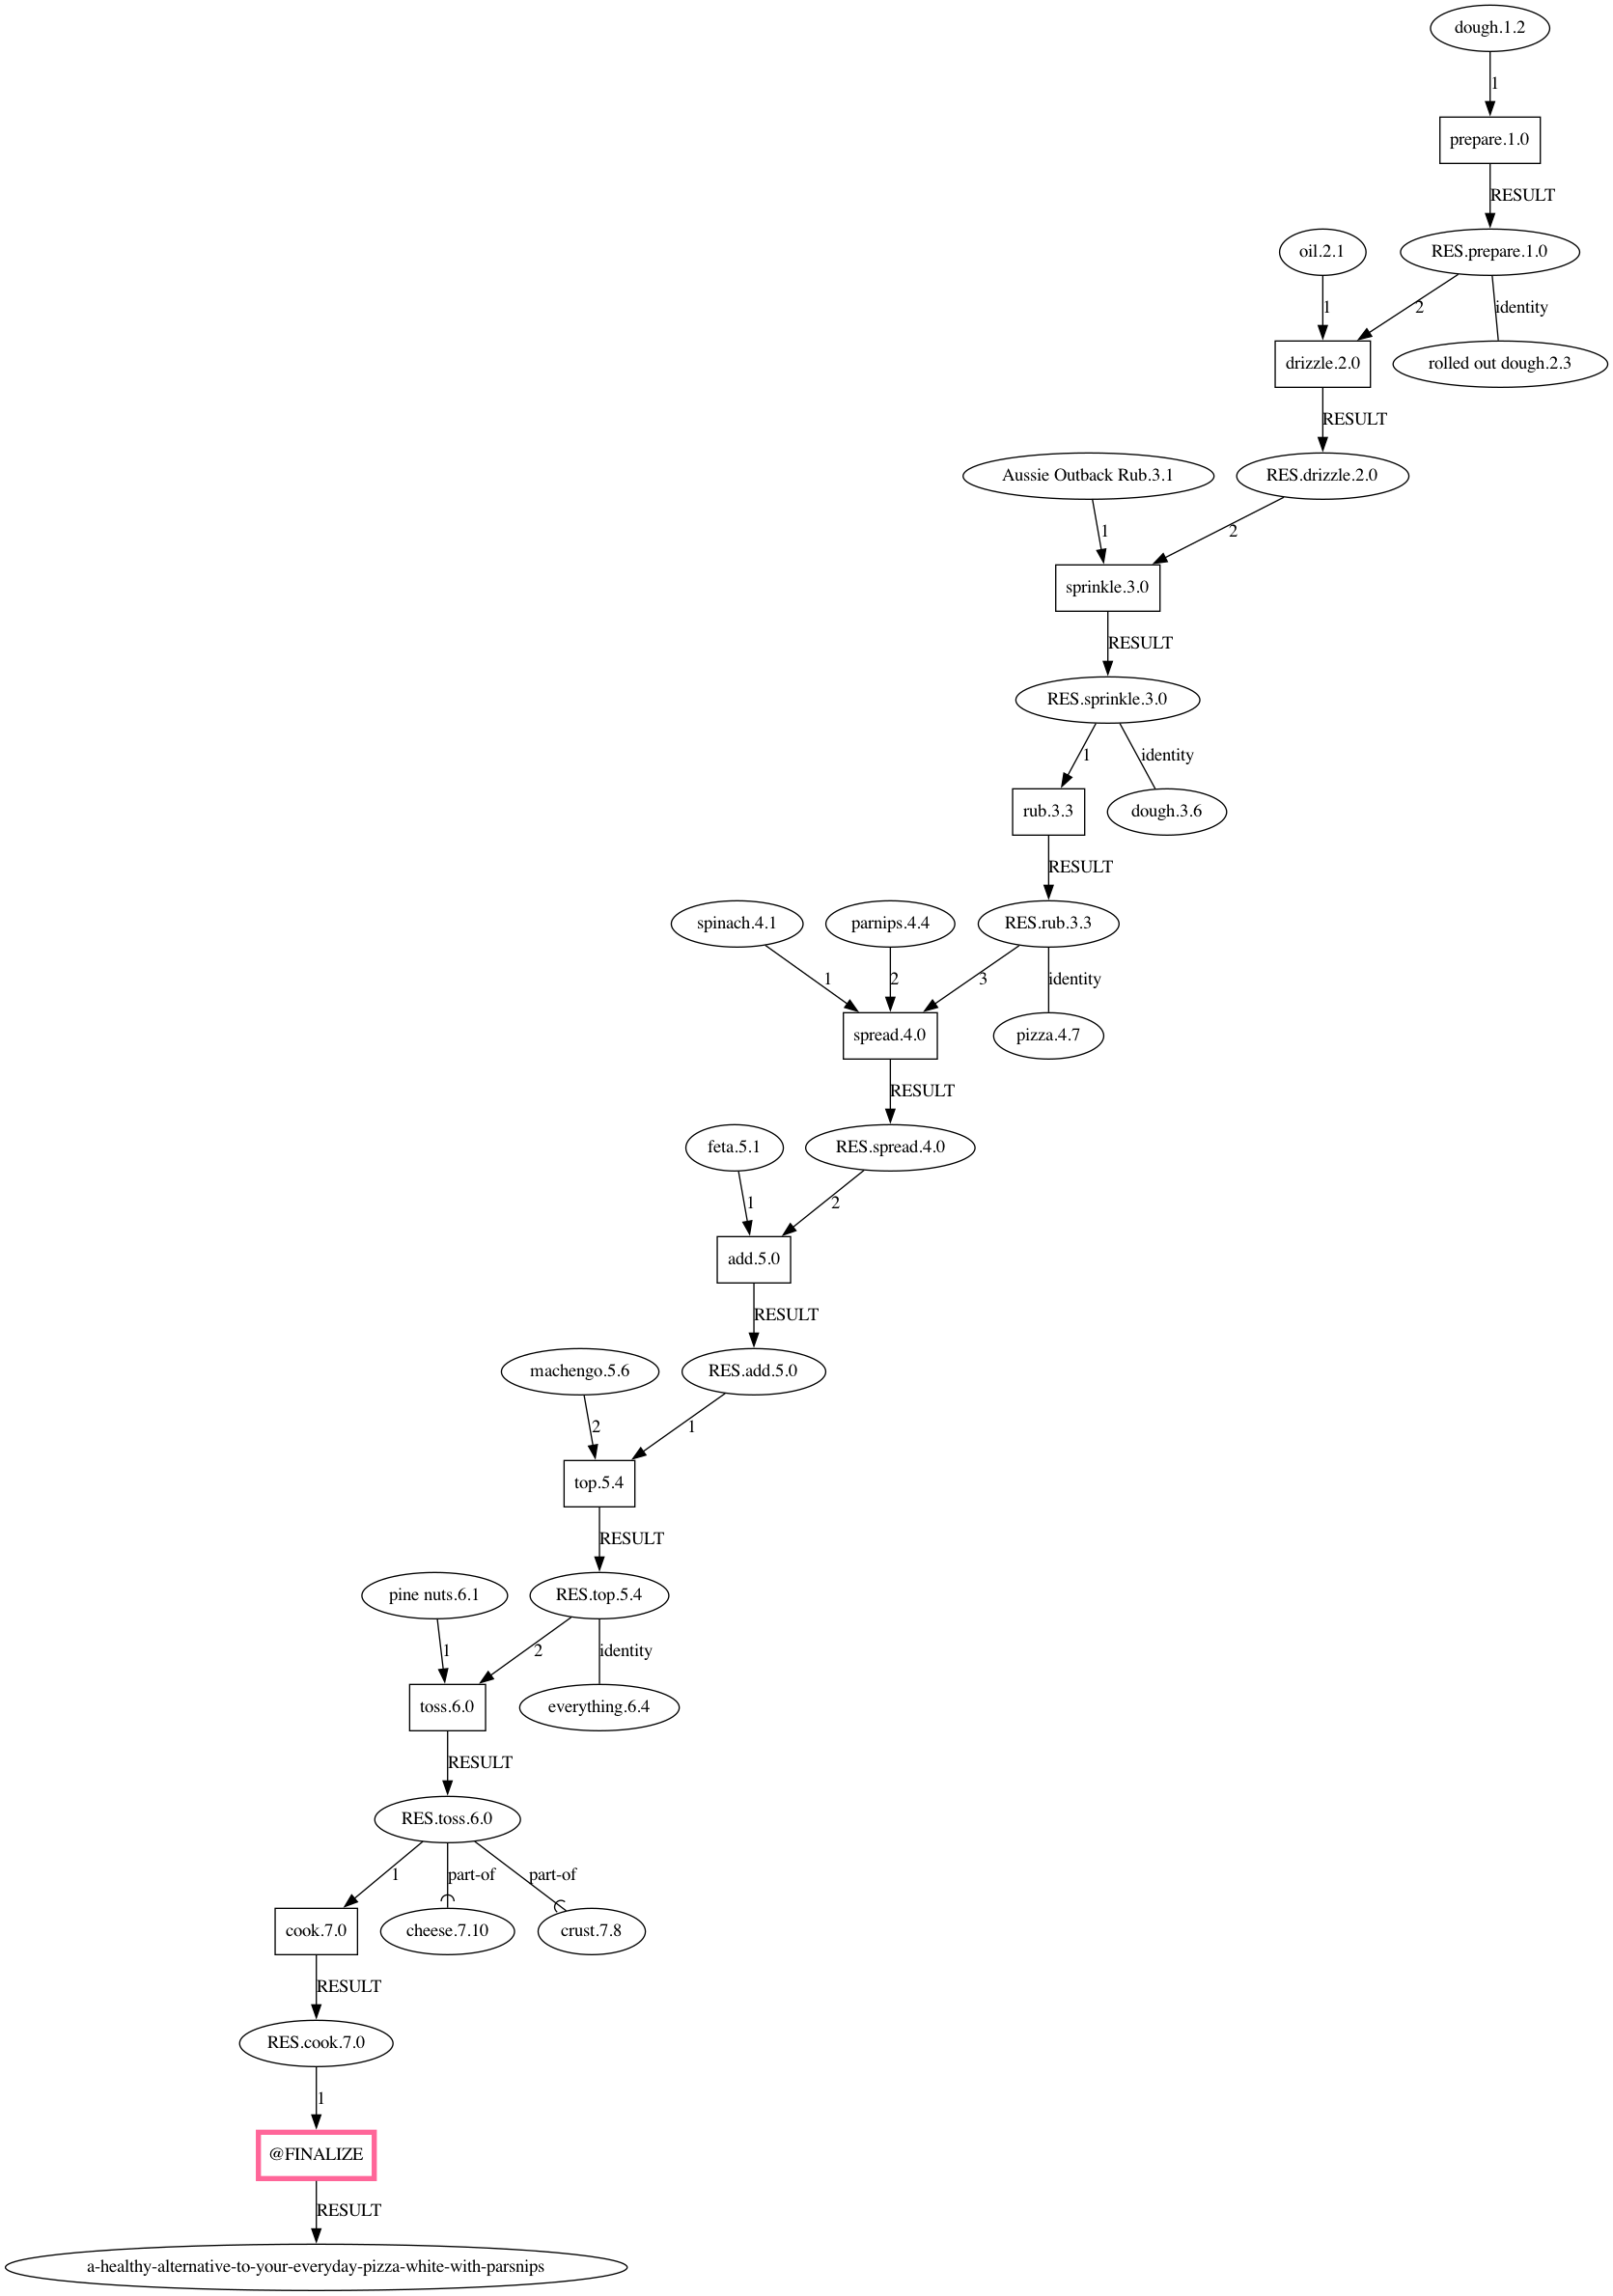 dough.1.2
1
prepare.1.0
RESULT
oil.2.1
RES.prepare.1.0
1
2
identity
drizzle.2.0
rolled out dough.2.3
RESULT
Aussie Outback Rub.3.1
RES.drizzle.2.0
1
2
sprinkle.3.0
RESULT
RES.sprinkle.3.0
1
identity
rub.3.3
dough.3.6
RESULT
spinach.4.1
parnips.4.4
RES.rub.3.3
1
2
3
identity
spread.4.0
pizza.4.7
RESULT
feta.5.1
RES.spread.4.0
1
2
add.5.0
RESULT
machengo.5.6
RES.add.5.0
2
1
top.5.4
RESULT
pine nuts.6.1
RES.top.5.4
1
2
identity
toss.6.0
everything.6.4
RESULT
RES.toss.6.0
1
part-of
part-of
cook.7.0
cheese.7.10
crust.7.8
RESULT
RES.cook.7.0
1
@FINALIZE
RESULT
a-healthy-alternative-to-your-everyday-pizza-white-with-parsnips